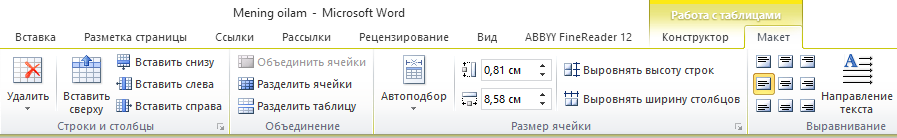 Mening oilam - Microsoft Word
Работа с таблицами
Вставка Разметка страницы Ссылки Рассылки Рецензирование Вид ABBYY FineReader 12 Конструктор Макет
Удалить
Вставить сверху
Вставить снизу
Вставить слева
Вставить справа
Строки и столбцы
Объединить ячейки
Разделить ячейки
Разделить таблицу
Объединение
Автоподбор
0,81 см
8,58 см
Выровнять высоту строк
Выровнять ширину столбцов
Размер ячейки
Направление
текста
Выравнивание